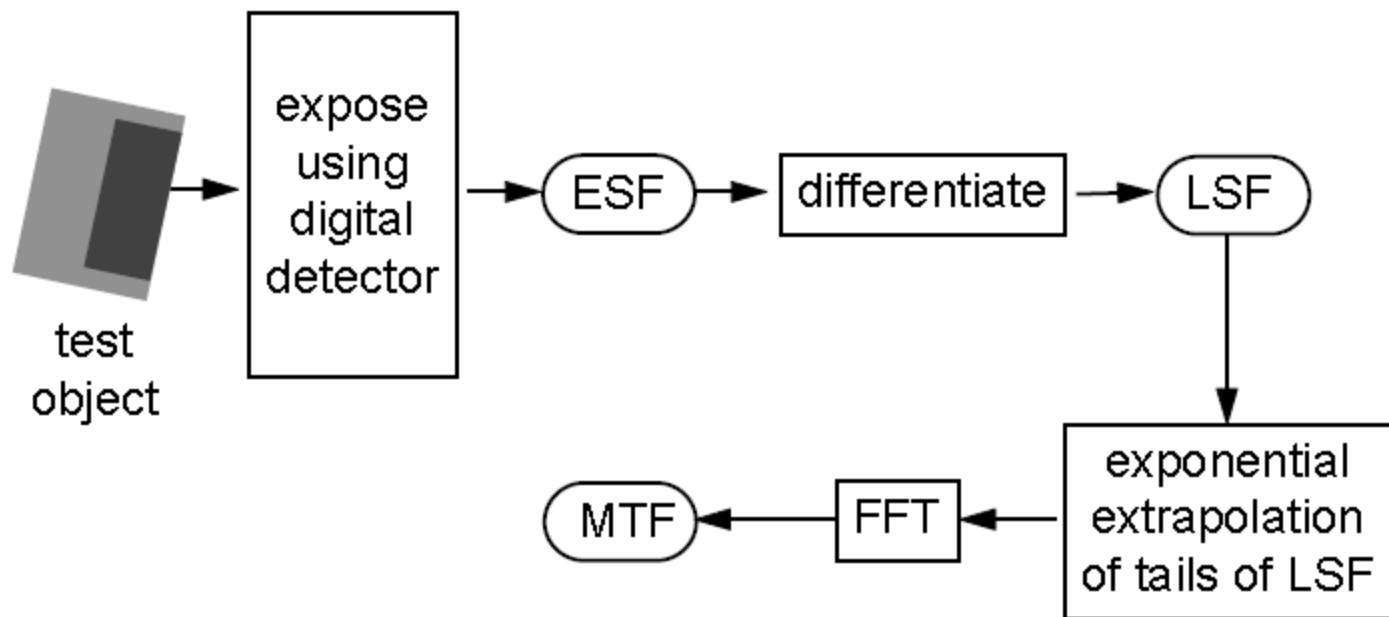 test
object
expose
using
digital
detector
ESF
differentiate
LSF
exponential
extrapolation
of tails of LSF
FFT
MTF